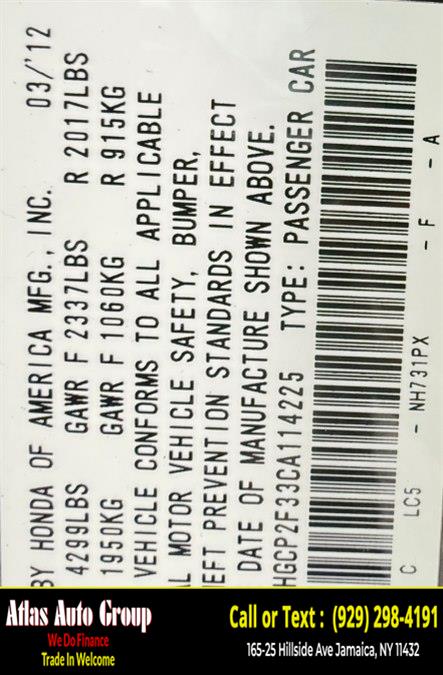 BY HONDA OF AMERICA MFG., INC. 03/'12
4299LBS GAWR F 2337LBS R 2017LBS
1950KG GAWR F 1060KG R 915KG
VEHICLE CONFORMS TO ALL APPLICABLE
L MOTOR VEHICLE SAFETY, BUMPER,
EFT PREVENTION STANDARDS IN EFFECT
DATE OF MANUFACTURE SHOWN ABOVE.
HGCP2F33CA114225 TYPE: PASSENGER CAR
C LC5 - NH731PX - F - A
Atlas Auto Group
We Do Finance
Trade In Welcome
Call or Text : (929) 298-4191
165-25 Hillside Ave Jamaica, NY 11432